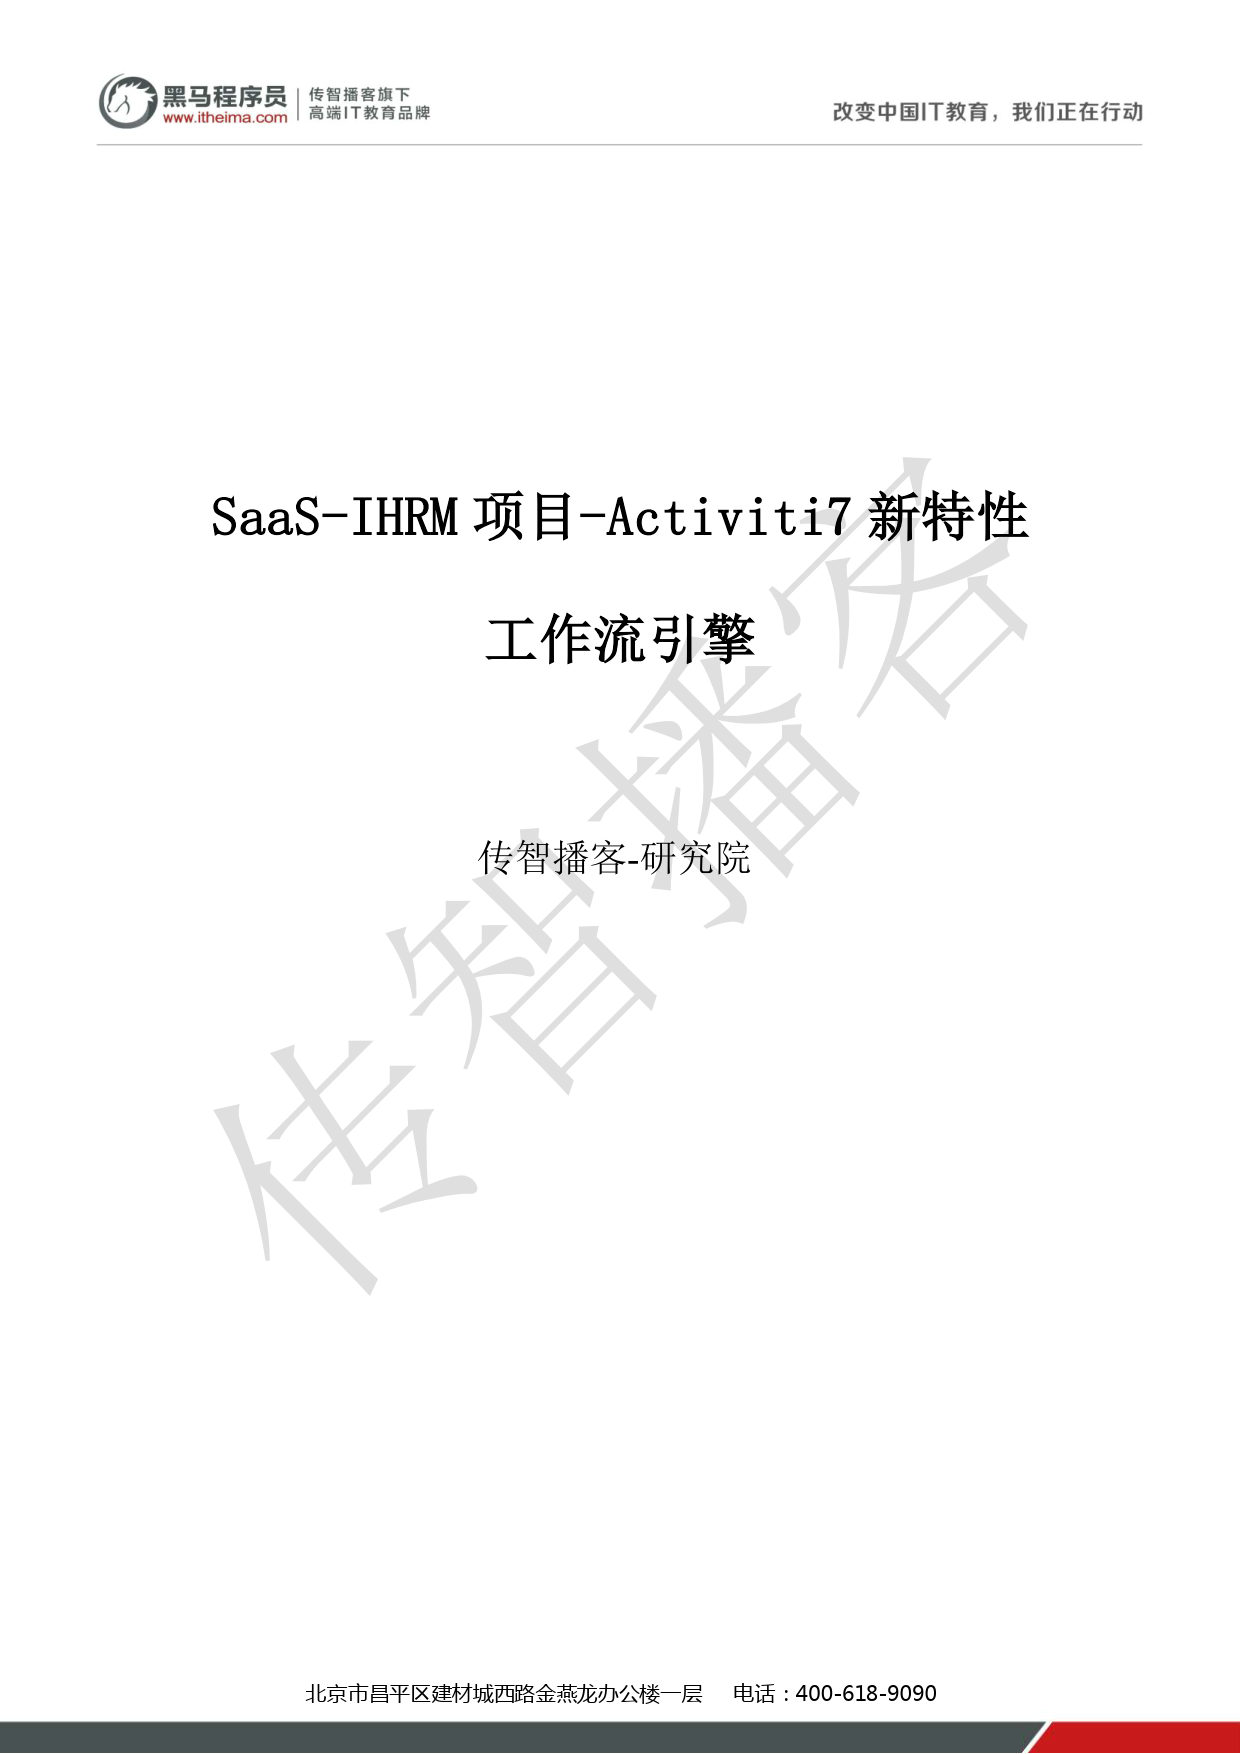 黑马程序员
www.itheima.com
传智播客旗下
高端IT教育品牌
改变中国IT教育，我们正在行动
SaaS-IHRM 项目-Activiti7 新特性
工作流引擎
传智播客-研究院
传智播客
北京市昌平区建材城西路金燕龙办公楼一层 电话：400-618-9090